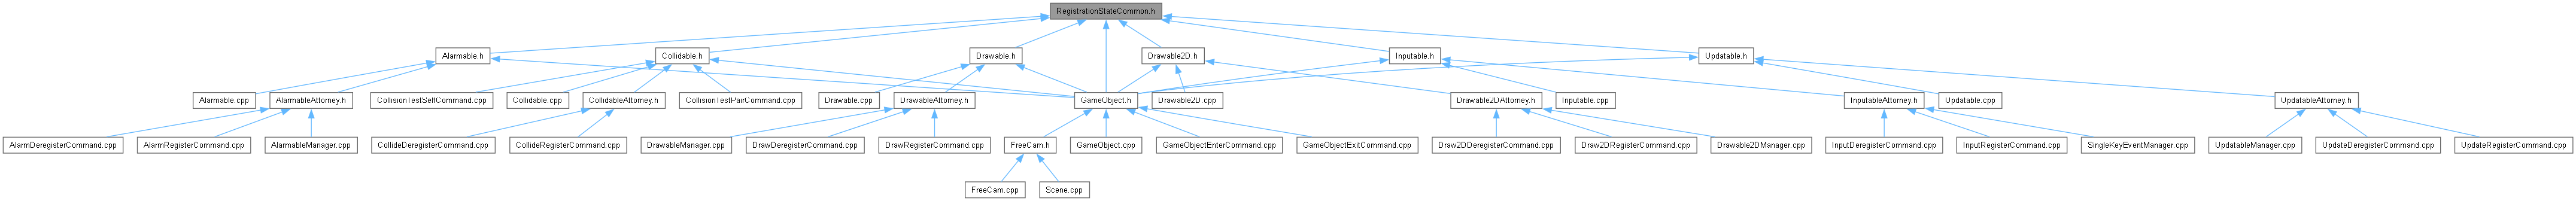 RegistrationStateCommon.h
Alarmable.h
Collidable.h
Drawable.h
Drawable2D.h
Inputable.h
Updatable.h
Alarmable.cpp
AlarmableAttorney.h
CollisionTestSelfCommand.cpp
Collidable.cpp
CollidableAttorney.h
CollisionTestPairCommand.cpp
Drawable.cpp
DrawableAttorney.h
GameObject.h
Drawable2D.cpp
Drawable2DAttorney.h
Inputable.cpp
InputableAttorney.h
Updatable.cpp
UpdatableAttorney.h
AlarmDeregisterCommand.cpp
AlarmRegisterCommand.cpp
AlarmableManager.cpp
CollideDeregisterCommand.cpp
CollideRegisterCommand.cpp
DrawableManager.cpp
DrawDeregisterCommand.cpp
DrawRegisterCommand.cpp
FreeCam.h
GameObject.cpp
GameObjectEnterCommand.cpp
GameObjectExitCommand.cpp
Draw2DDeregisterCommand.cpp
Draw2DRegisterCommand.cpp
Drawable2DManager.cpp
InputDeregisterCommand.cpp
InputRegisterCommand.cpp
SingleKeyEventManager.cpp
UpdatableManager.cpp
UpdateDeregisterCommand.cpp
UpdateRegisterCommand.cpp
FreeCam.cpp
Scene.cpp